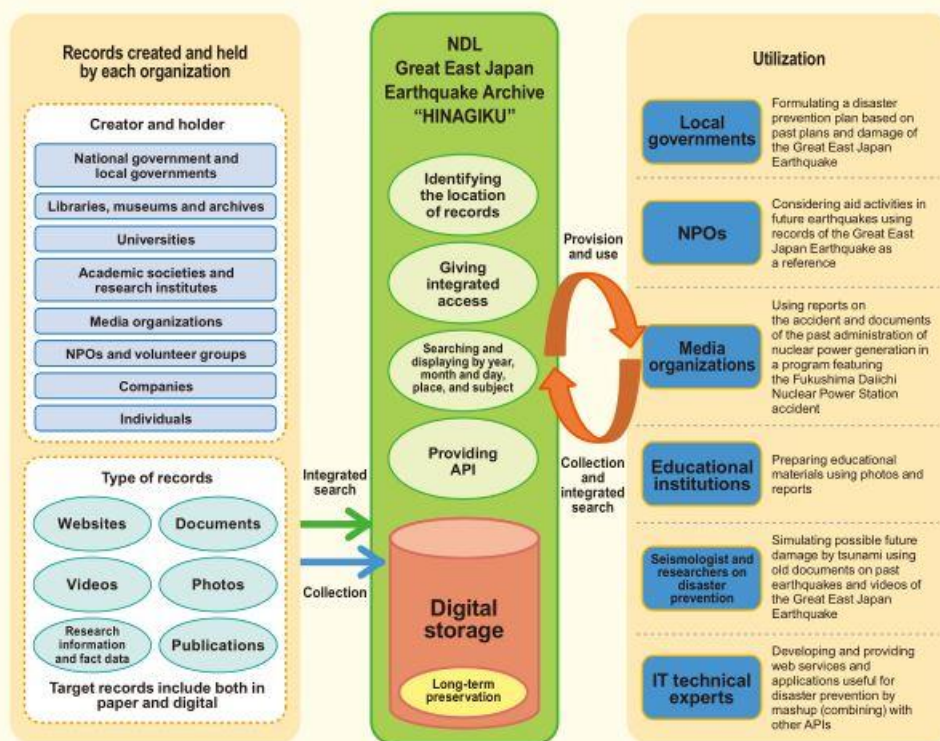 Records created and held
by each organization
Creator and holder
National government and
local governments
Libraries, museums and archives
Universities
Academic societies and
research institutes
Media organizations
NPOs and volunteer groups
Companies
Individuals
Type of records
Websites
Documents
Videos
Photos
Research
information
and fact data
Publications
Target records include both in
paper and digital
Integrated
search
Collection
NDL
Great East Japan
Earthquake Archive
“HINAGIKU”
Identifying
the location
of records
Giving
integrated
access
Searching and
displaying by year,
month and day,
place, and subject
Providing
API
Digital
storage
Long-term
preservation
Provision
and use
Collection
and
integrated
search
Utilization
Local
governments
Formulating a disaster
prevention plan based on
past plans and damage of
the Great East Japan
Earthquake
NPOs
Considering aid activities in
future earthquakes using
records of the Great East
Japan Earthquake as
a reference
Media
organizations
Using reports on
the accident and documents
of the past administration of
nuclear power generation in
a program featuring
the Fukushima Daiichi
Nuclear Power Station
accident
Educational
institutions
Preparing educational
materials using photos and
reports
Seismologist and
researchers on
disaster
prevention
Simulating possible future
damage by tsunami using
old documents on past
earthquakes and videos of
the Great East Japan
Earthquake
IT technical
experts
Developing and providing
web services and
applications useful for
disaster prevention by
mashup (combining) with
other APIs